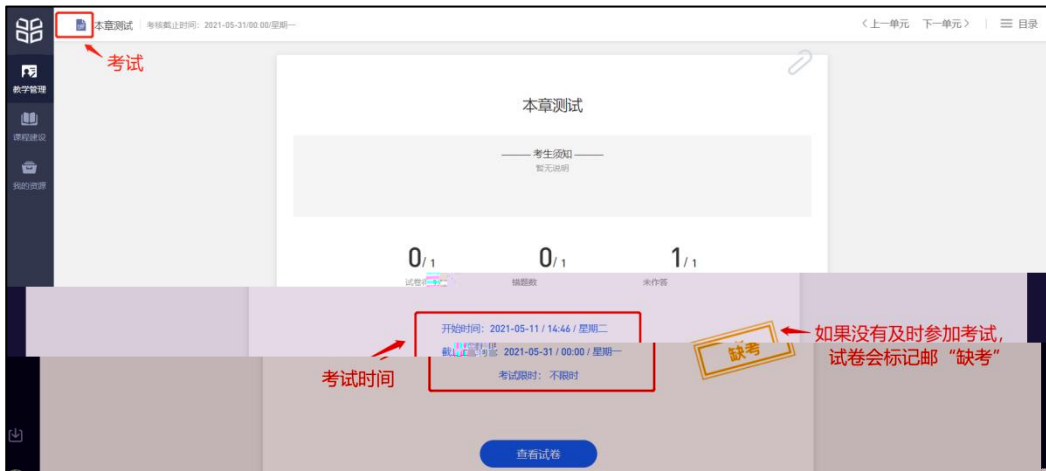 本章测试
考核截止时间：2021-05-31/00:00/星期一
上一单元
下一单元
目录
考试
教学管理
课程建设
我的资源
本章测试
考生须知
暂无说明
0/ 1
0/ 1
1/ 1
试卷
错题数
未作答
开始时间：2021-05-11 / 14:46 / 星期二
2021-05-31 / 00:00 / 星期一
考试限时：不限时
考试时间
缺考
如果没有及时参加考试，
试卷会标记邮“缺考”
查看试卷